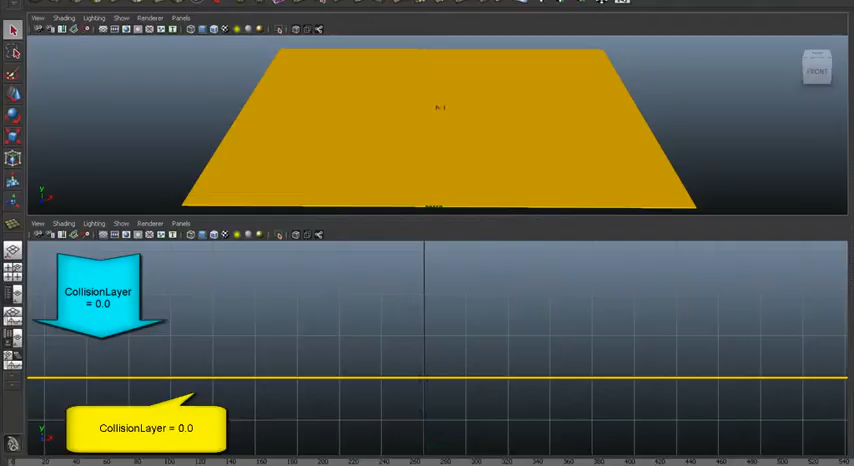 View Shading Lighting Show Renderer Panels
FRONT
y
View Shading Lighting Show Renderer Panels
CollisionLayer
= 0.0
CollisionLayer = 0.0
y
20 40 60 80 100 120 140 160 180 200 220 240 260 280 300 320 340 360 380 400 420 440 460 480 500 520 540